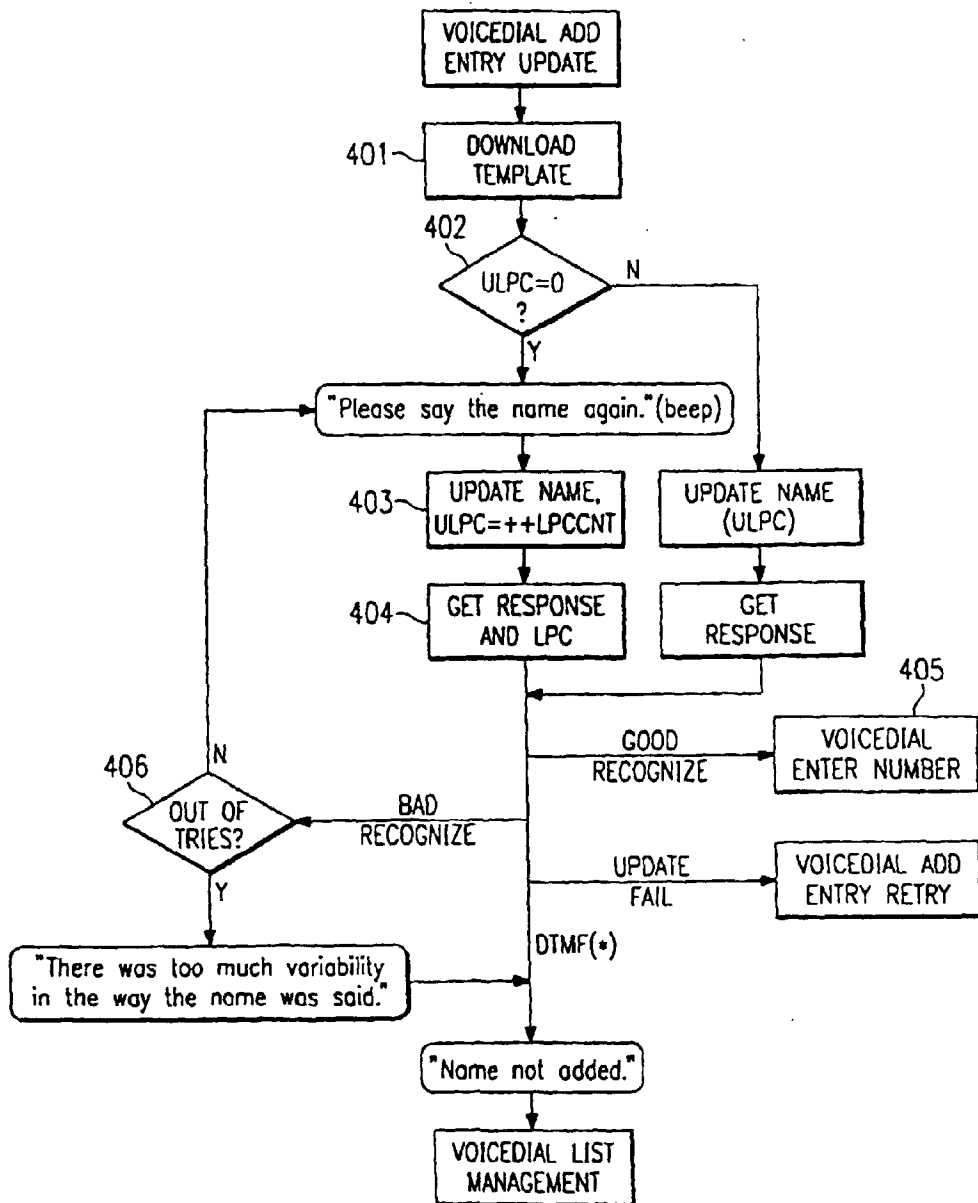 VOICEDIAL ADD
ENTRY UPDATE
401
DOWNLOAD
TEMPLATE
402
ULPC=0
?
N
Y
"Please say the name again."(beep)
403
UPDATE NAME,
ULPC=++LPCCNT
UPDATE NAME
(ULPC)
404
GET RESPONSE
AND LPC
GET
RESPONSE
405
GOOD
RECOGNIZE
VOICEDIAL
ENTER NUMBER
N
406
OUT OF
TRIES?
BAD
RECOGNIZE
Y
UPDATE
FAIL
VOICEDIAL ADD
ENTRY RETRY
DTMF(*)
"There was too much variability
in the way the name was said."
"Name not added."
VOICEDIAL LIST
MANAGEMENT